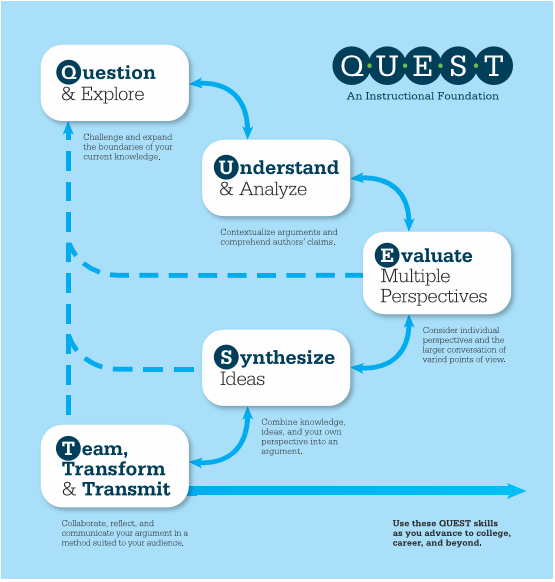 Question
& Explore
Q·U·E·S·T
An Instructional Foundation
Challenge and expand
the boundaries of your
current knowledge.
Understand
& Analyze
Contextualize arguments and
comprehend authors' claims.
Evaluate
Multiple
Perspectives
Consider individual
perspectives and the
larger conversation of
varied points of view.
Synthesize
Ideas
Combine knowledge,
ideas, and your own
perspective into an
argument.
Team,
Transform
& Transmit
Collaborate, reflect, and
communicate your argument in a
method suited to your audience.
Use these QUEST skills
as you advance to college,
career, and beyond.